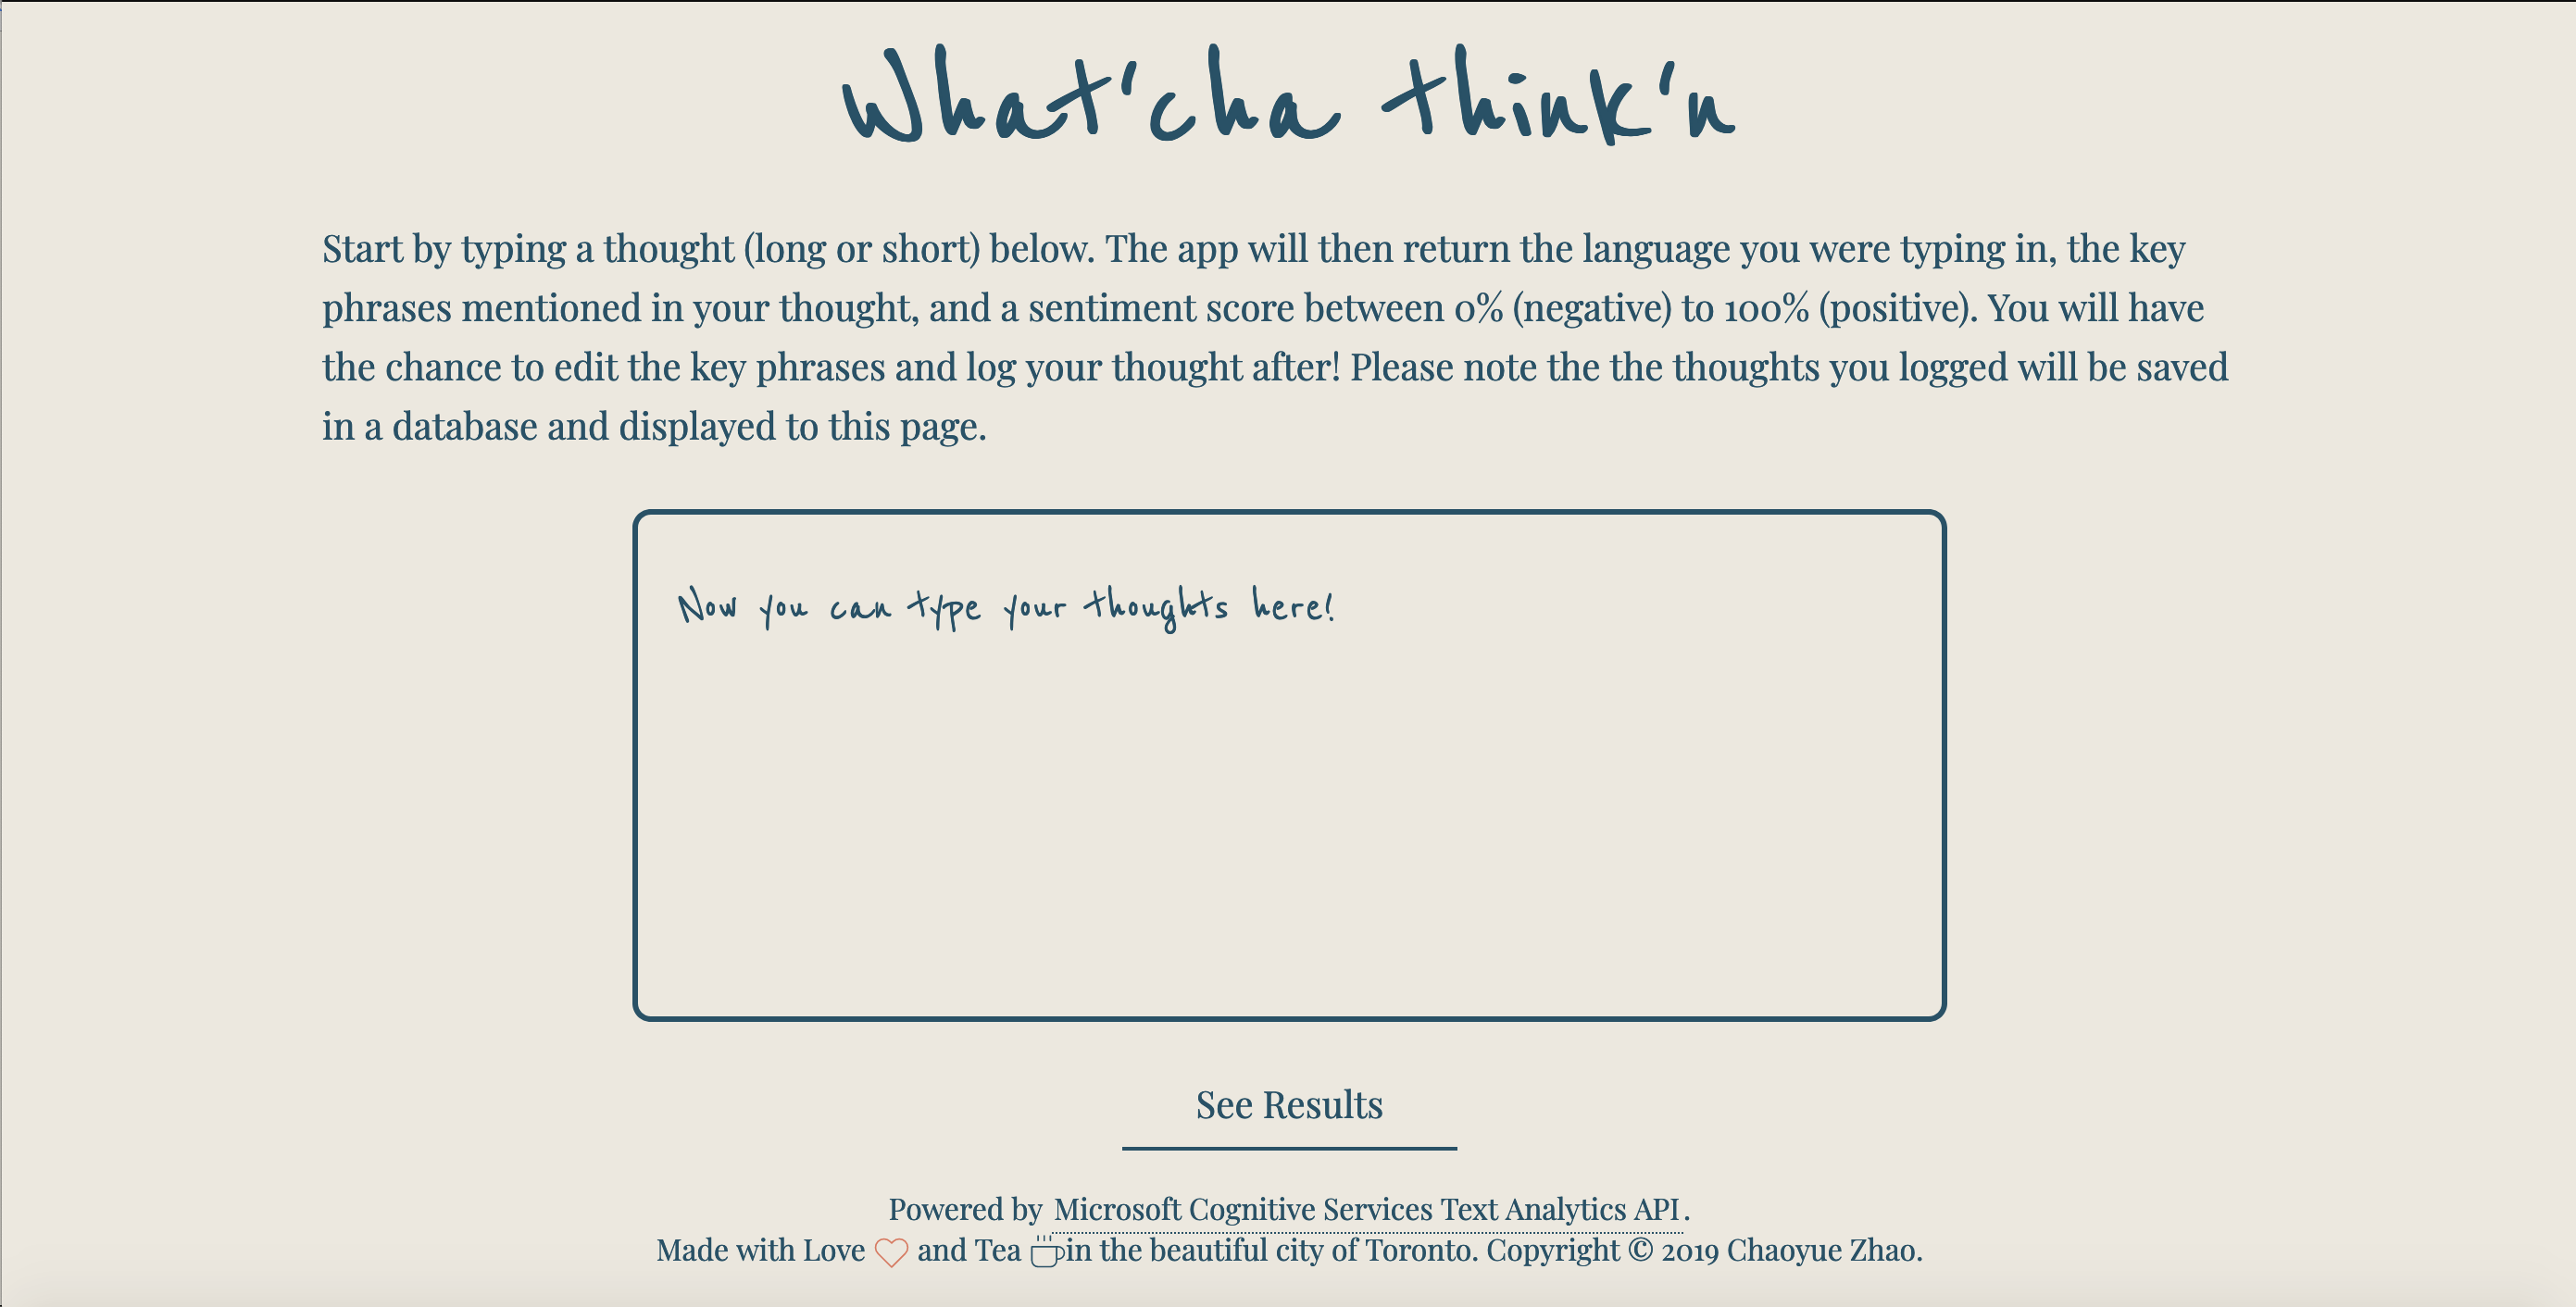 What'cha think'n
Start by typing a thought (long or short) below. The app will then return the language you were typing in, the key
phrases mentioned in your thought, and a sentiment score between 0% (negative) to 100% (positive). You will have
the chance to edit the key phrases and log your thought after! Please note the the thoughts you logged will be saved
in a database and displayed to this page.
Now you can type your thoughts here!
See Results
Powered by Microsoft Cognitive Services Text Analytics API.
Made with Love and Tea in the beautiful city of Toronto. Copyright © 2019 Chaoyue Zhao.